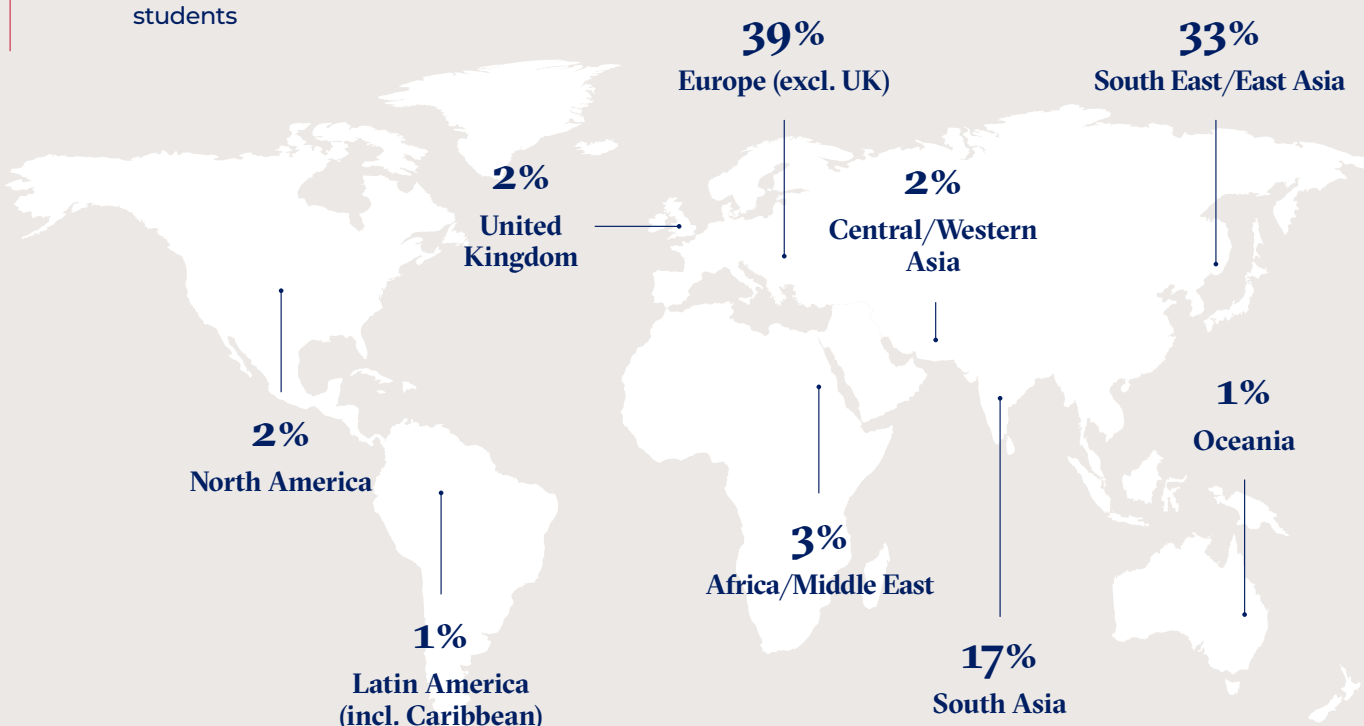 students
39%
Europe (excl. UK)
33%
South East/East Asia
2%
United
Kingdom
2%
Central/Western
Asia
2%
North America
1%
Oceania
3%
Africa/Middle East
1%
Latin America
(incl. Caribbean)
17%
South Asia